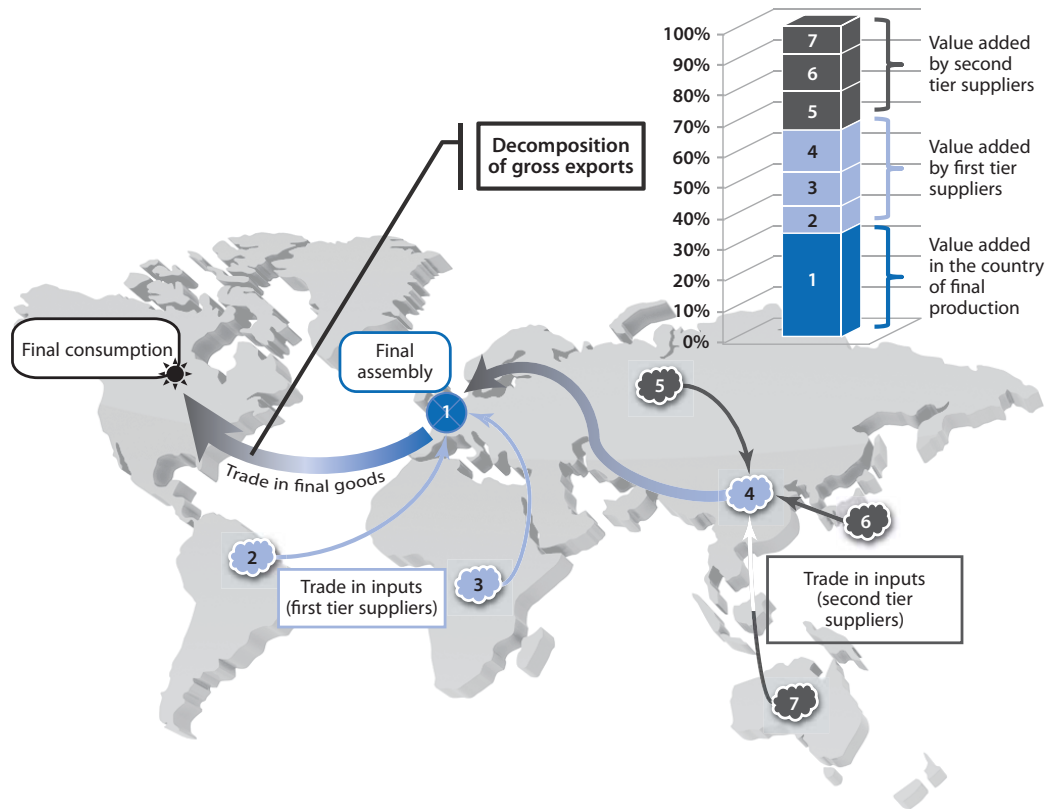 100%
90%
80%
70%
60%
50%
40%
30%
20%
10%
0%
7
6
5
4
3
2
1
Value added
by second
tier suppliers
Value added
by first tier
suppliers
Value added
in the country
of final
production
Decomposition
of gross exports
Final consumption
Final
assembly
1
5
4
6
Trade in final goods
2
3
Trade in inputs
(first tier suppliers)
Trade in inputs
(second tier
suppliers)
7